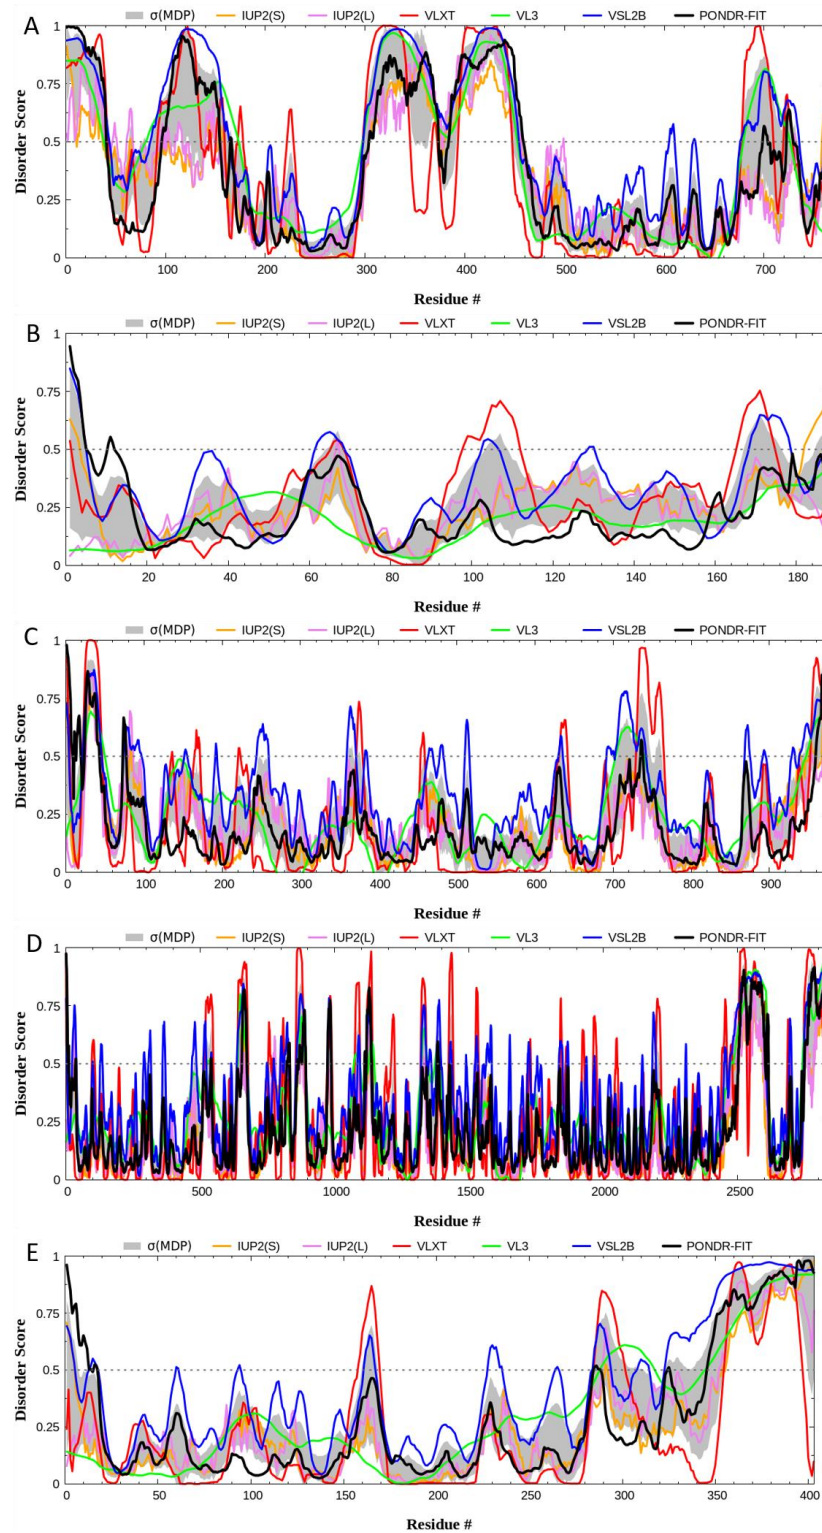 A
σ(MDP) IUP2(S) IUP2(L) VLXT VL3 VSL2B PONDR-FIT
Disorder Score
1
0.75
0.5
0.25
0
0 100 200 300 400 500 600 700
Residue #
B
σ(MDP) IUP2(S) IUP2(L) VLXT VL3 VSL2B PONDR-FIT
Disorder Score
1
0.75
0.5
0.25
0
0 20 40 60 80 100 120 140 160 180
Residue #
C
σ(MDP) IUP2(S) IUP2(L) VLXT VL3 VSL2B PONDR-FIT
Disorder Score
1
0.75
0.5
0.25
0
0 100 200 300 400 500 600 700 800 900
Residue #
D
σ(MDP) IUP2(S) IUP2(L) VLXT VL3 VSL2B PONDR-FIT
Disorder Score
1
0.75
0.5
0.25
0
0 500 1000 1500 2000 2500
Residue #
E
σ(MDP) IUP2(S) IUP2(L) VLXT VL3 VSL2B PONDR-FIT
Disorder Score
1
0.75
0.5
0.25
0
0 50 100 150 200 250 300 350 400
Residue #